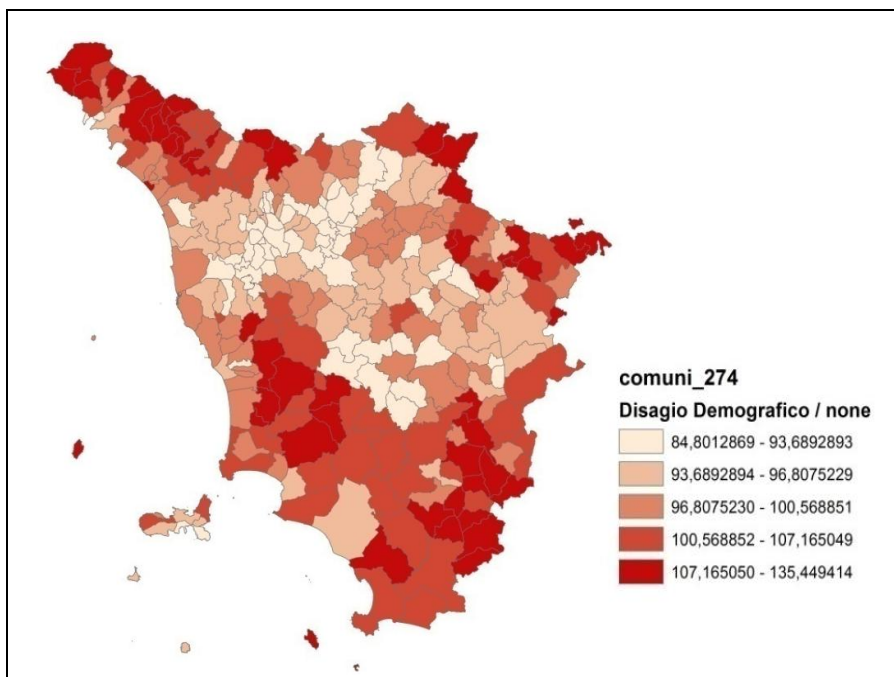 comuni_274
Disagio Demografico / none
84,8012869 - 93,6892893
93,6892894 - 96,8075229
96,8075230 - 100,568851
100,568852 - 107,165049
107,165050 - 135,449414